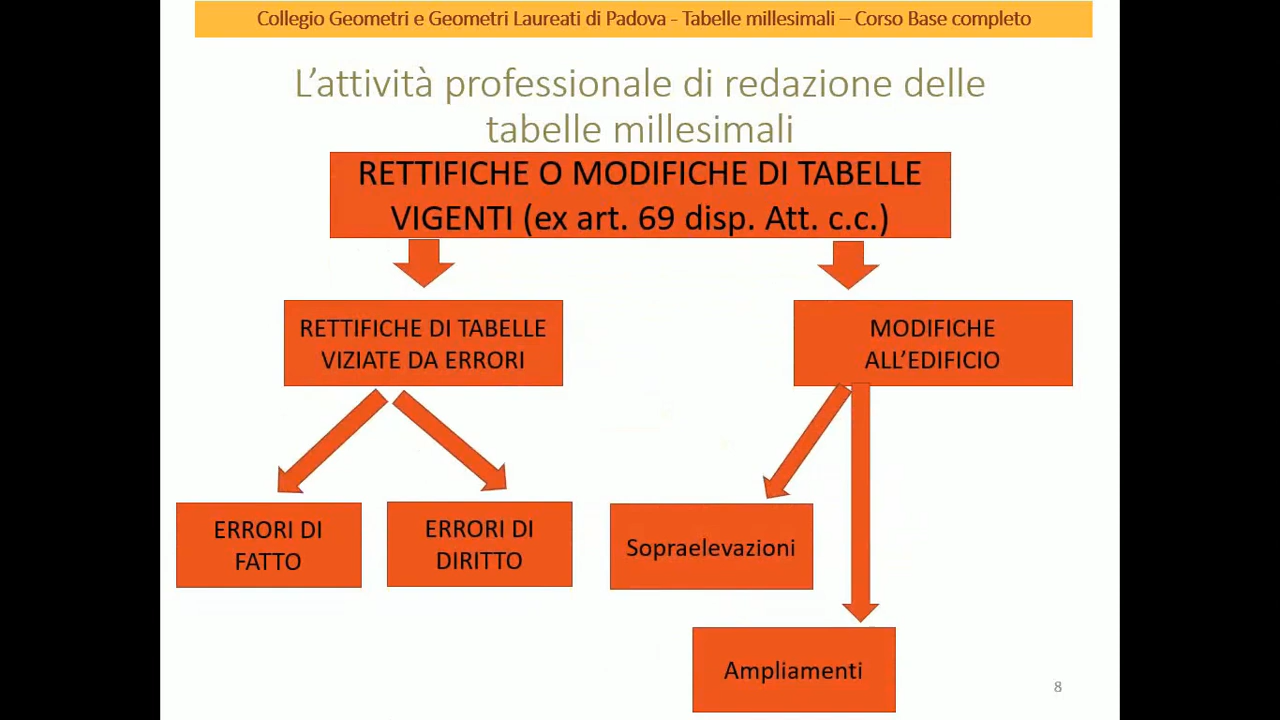 Collegio Geometri e Geometri Laureati di Padova - Tabelle millesimali – Corso Base completo
L’attività professionale di redazione delle
tabelle millesimali
RETTIFICHE O MODIFICHE DI TABELLE
VIGENTI (ex art. 69 disp. Att. c.c.)
RETTIFICHE DI TABELLE
VIZIATE DA ERRORI
MODIFICHE
ALL’EDIFICIO
ERRORI DI
FATTO
ERRORI DI
DIRITTO
Sopraelevazioni
Ampliamenti
8